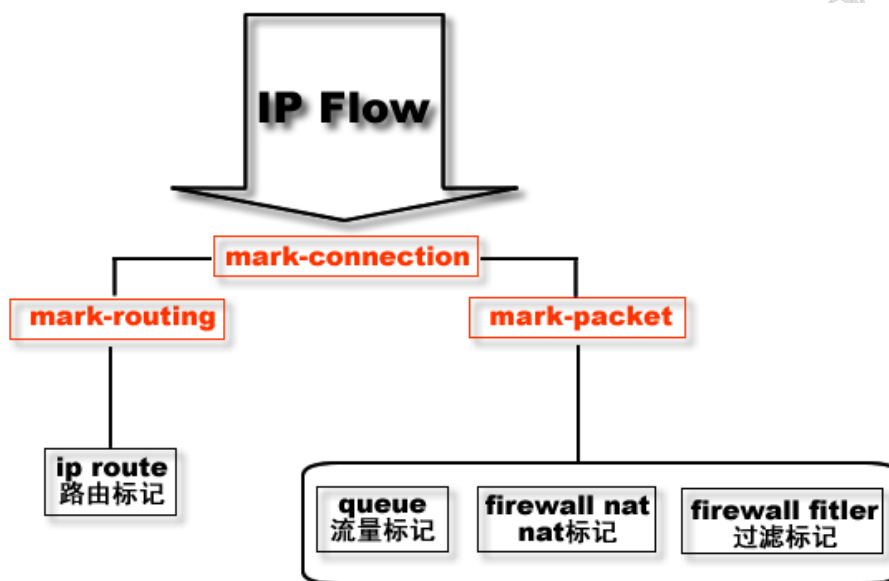 IP Flow
mark-connection
mark-routing
mark-packet
ip route
路由标记
queue
流量标记
firewall nat
nat标记
firewall fitler
过滤标记